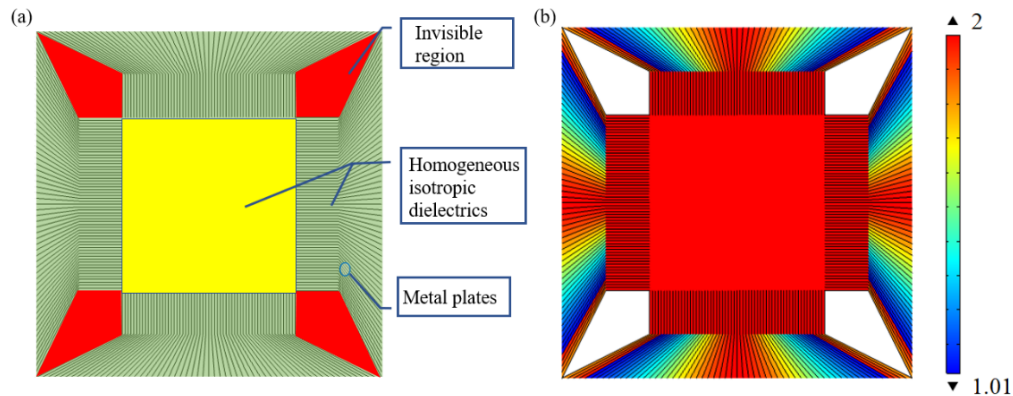 (a)
Invisible
region
Homogeneous
isotropic
dielectrics
Metal plates
(b)
▲ 2
▼ 1.01